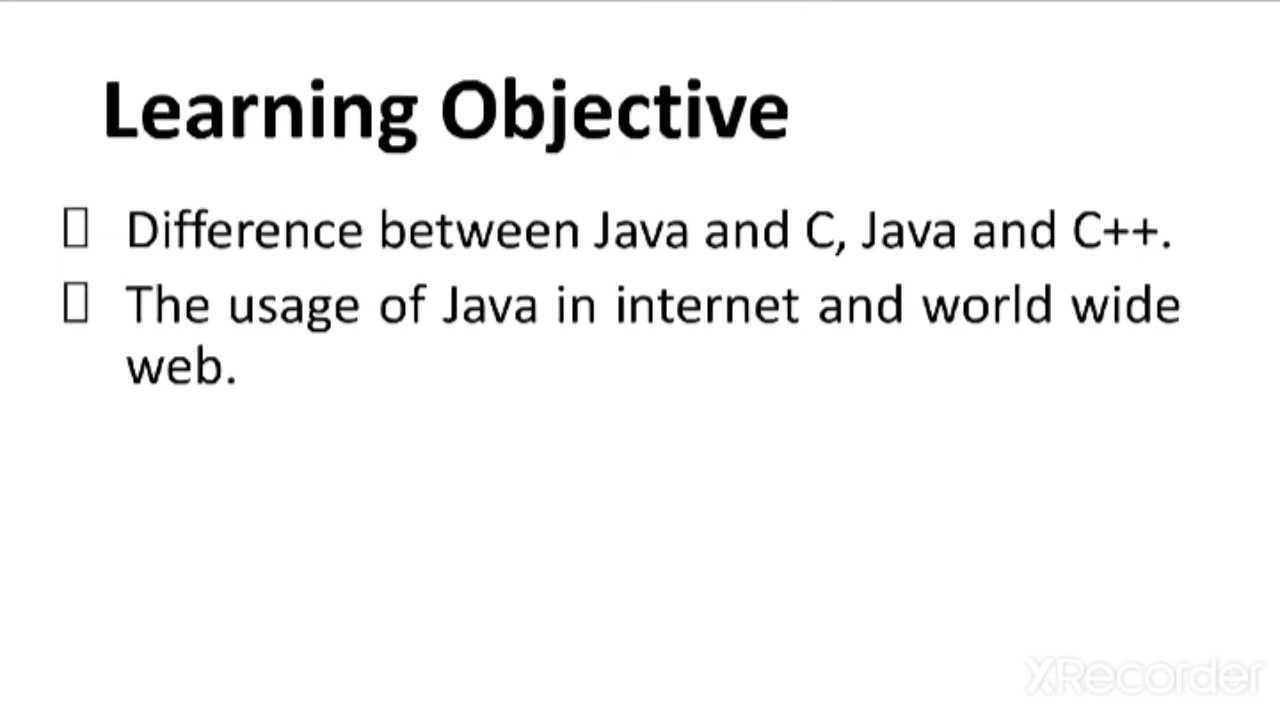 Learning Objective
▯ Difference between Java and C, Java and C++.
▯ The usage of Java in internet and world wide
web.
XRecorder